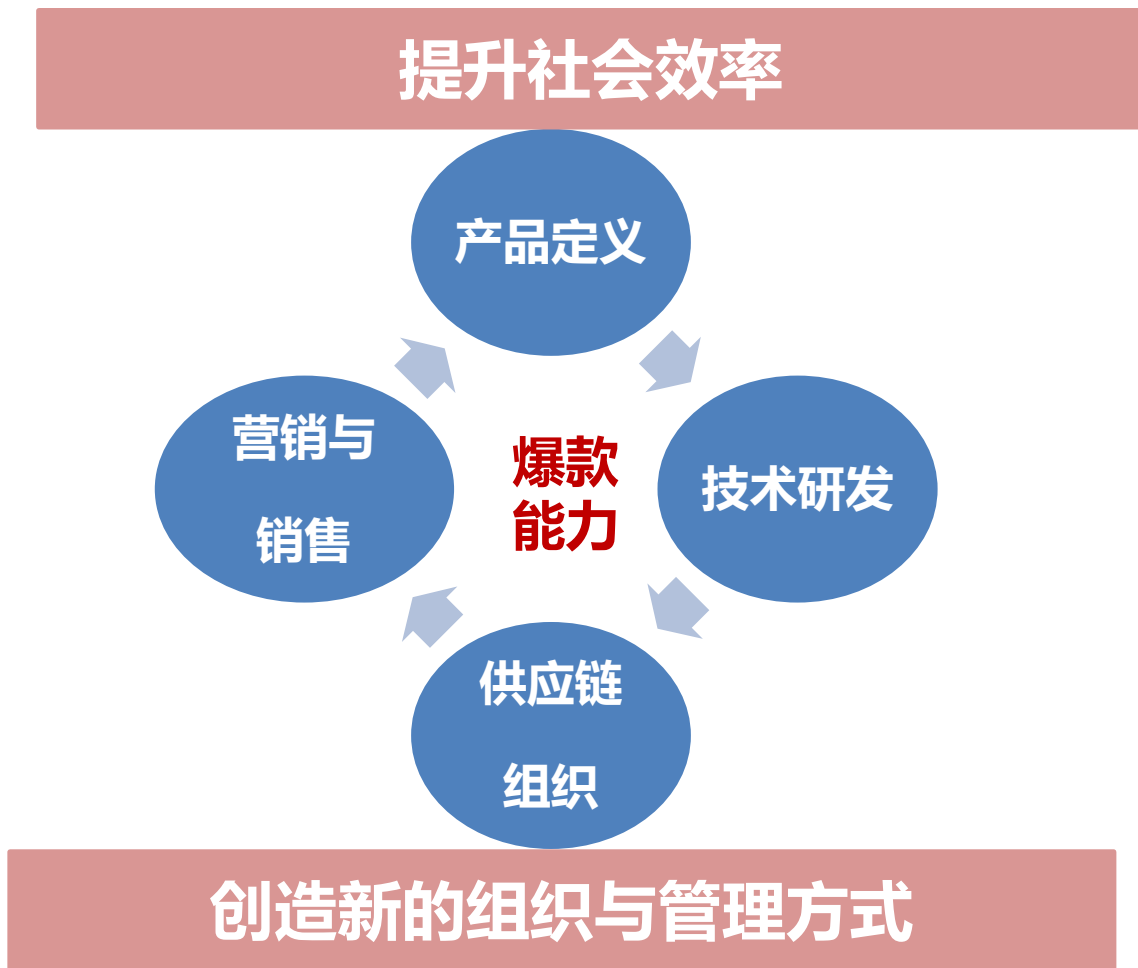 提升社会效率
产品定义
营销与
销售
爆款
能力
技术研发
供应链
组织
创造新的组织与管理方式